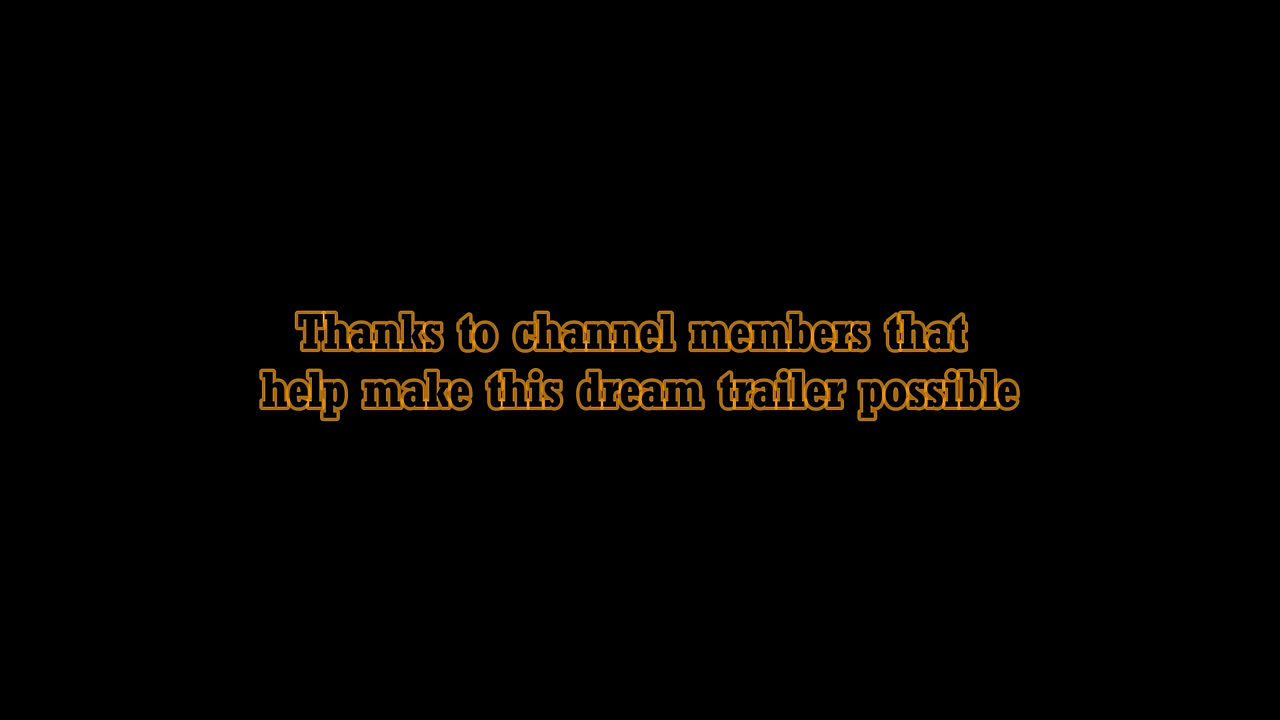 Thanks to channel members that
help make this dream trailer possible